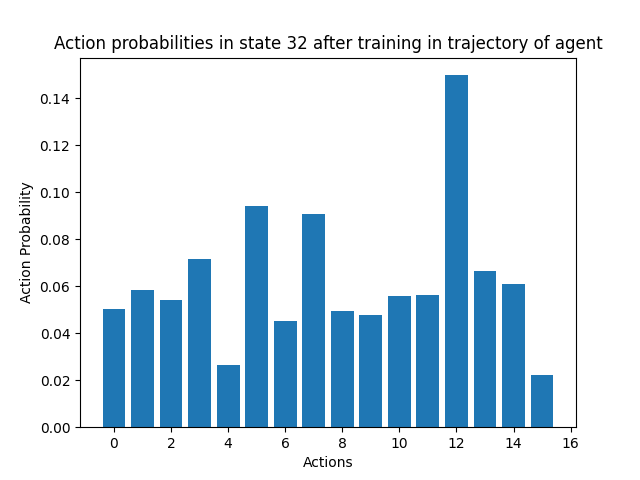 Action probabilities in state 32 after training in trajectory of agent
0.14
0.12
0.10
0.08
0.06
0.04
0.02
0.00
Action Probability
0 2 4 6 8 10 12 14 16
Actions